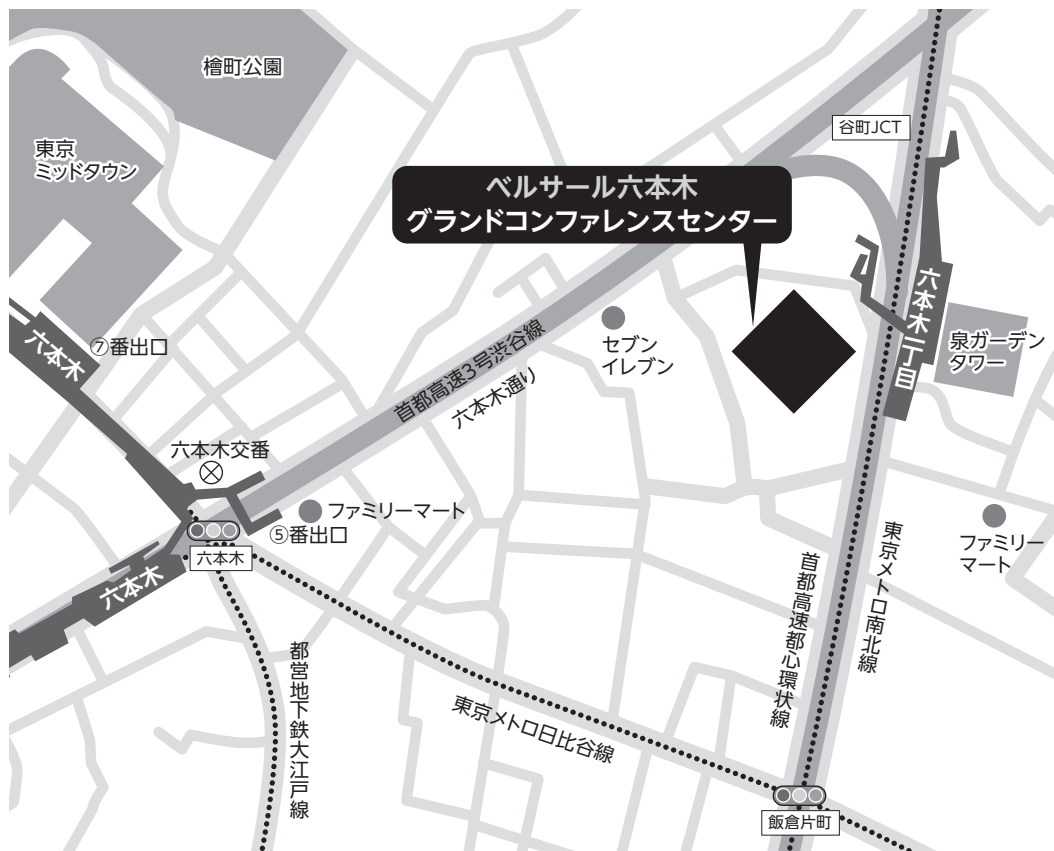 檜町公園
東京
ミッドタウン
谷町JCT
ベルサール六本木
グランドコンファレンスセンター
六本木一丁目
泉ガーデン
タワー
セブン
イレブン
六本木
⑦番出口
首都高速3号渋谷線
六本木通り
六本木交番
ファミリーマート
⑤番出口
六本木
六本木
ファミリー
マート
首都高速都心環状線
東京メトロ南北線
都営地下鉄大江戸線
東京メトロ日比谷線
飯倉片町